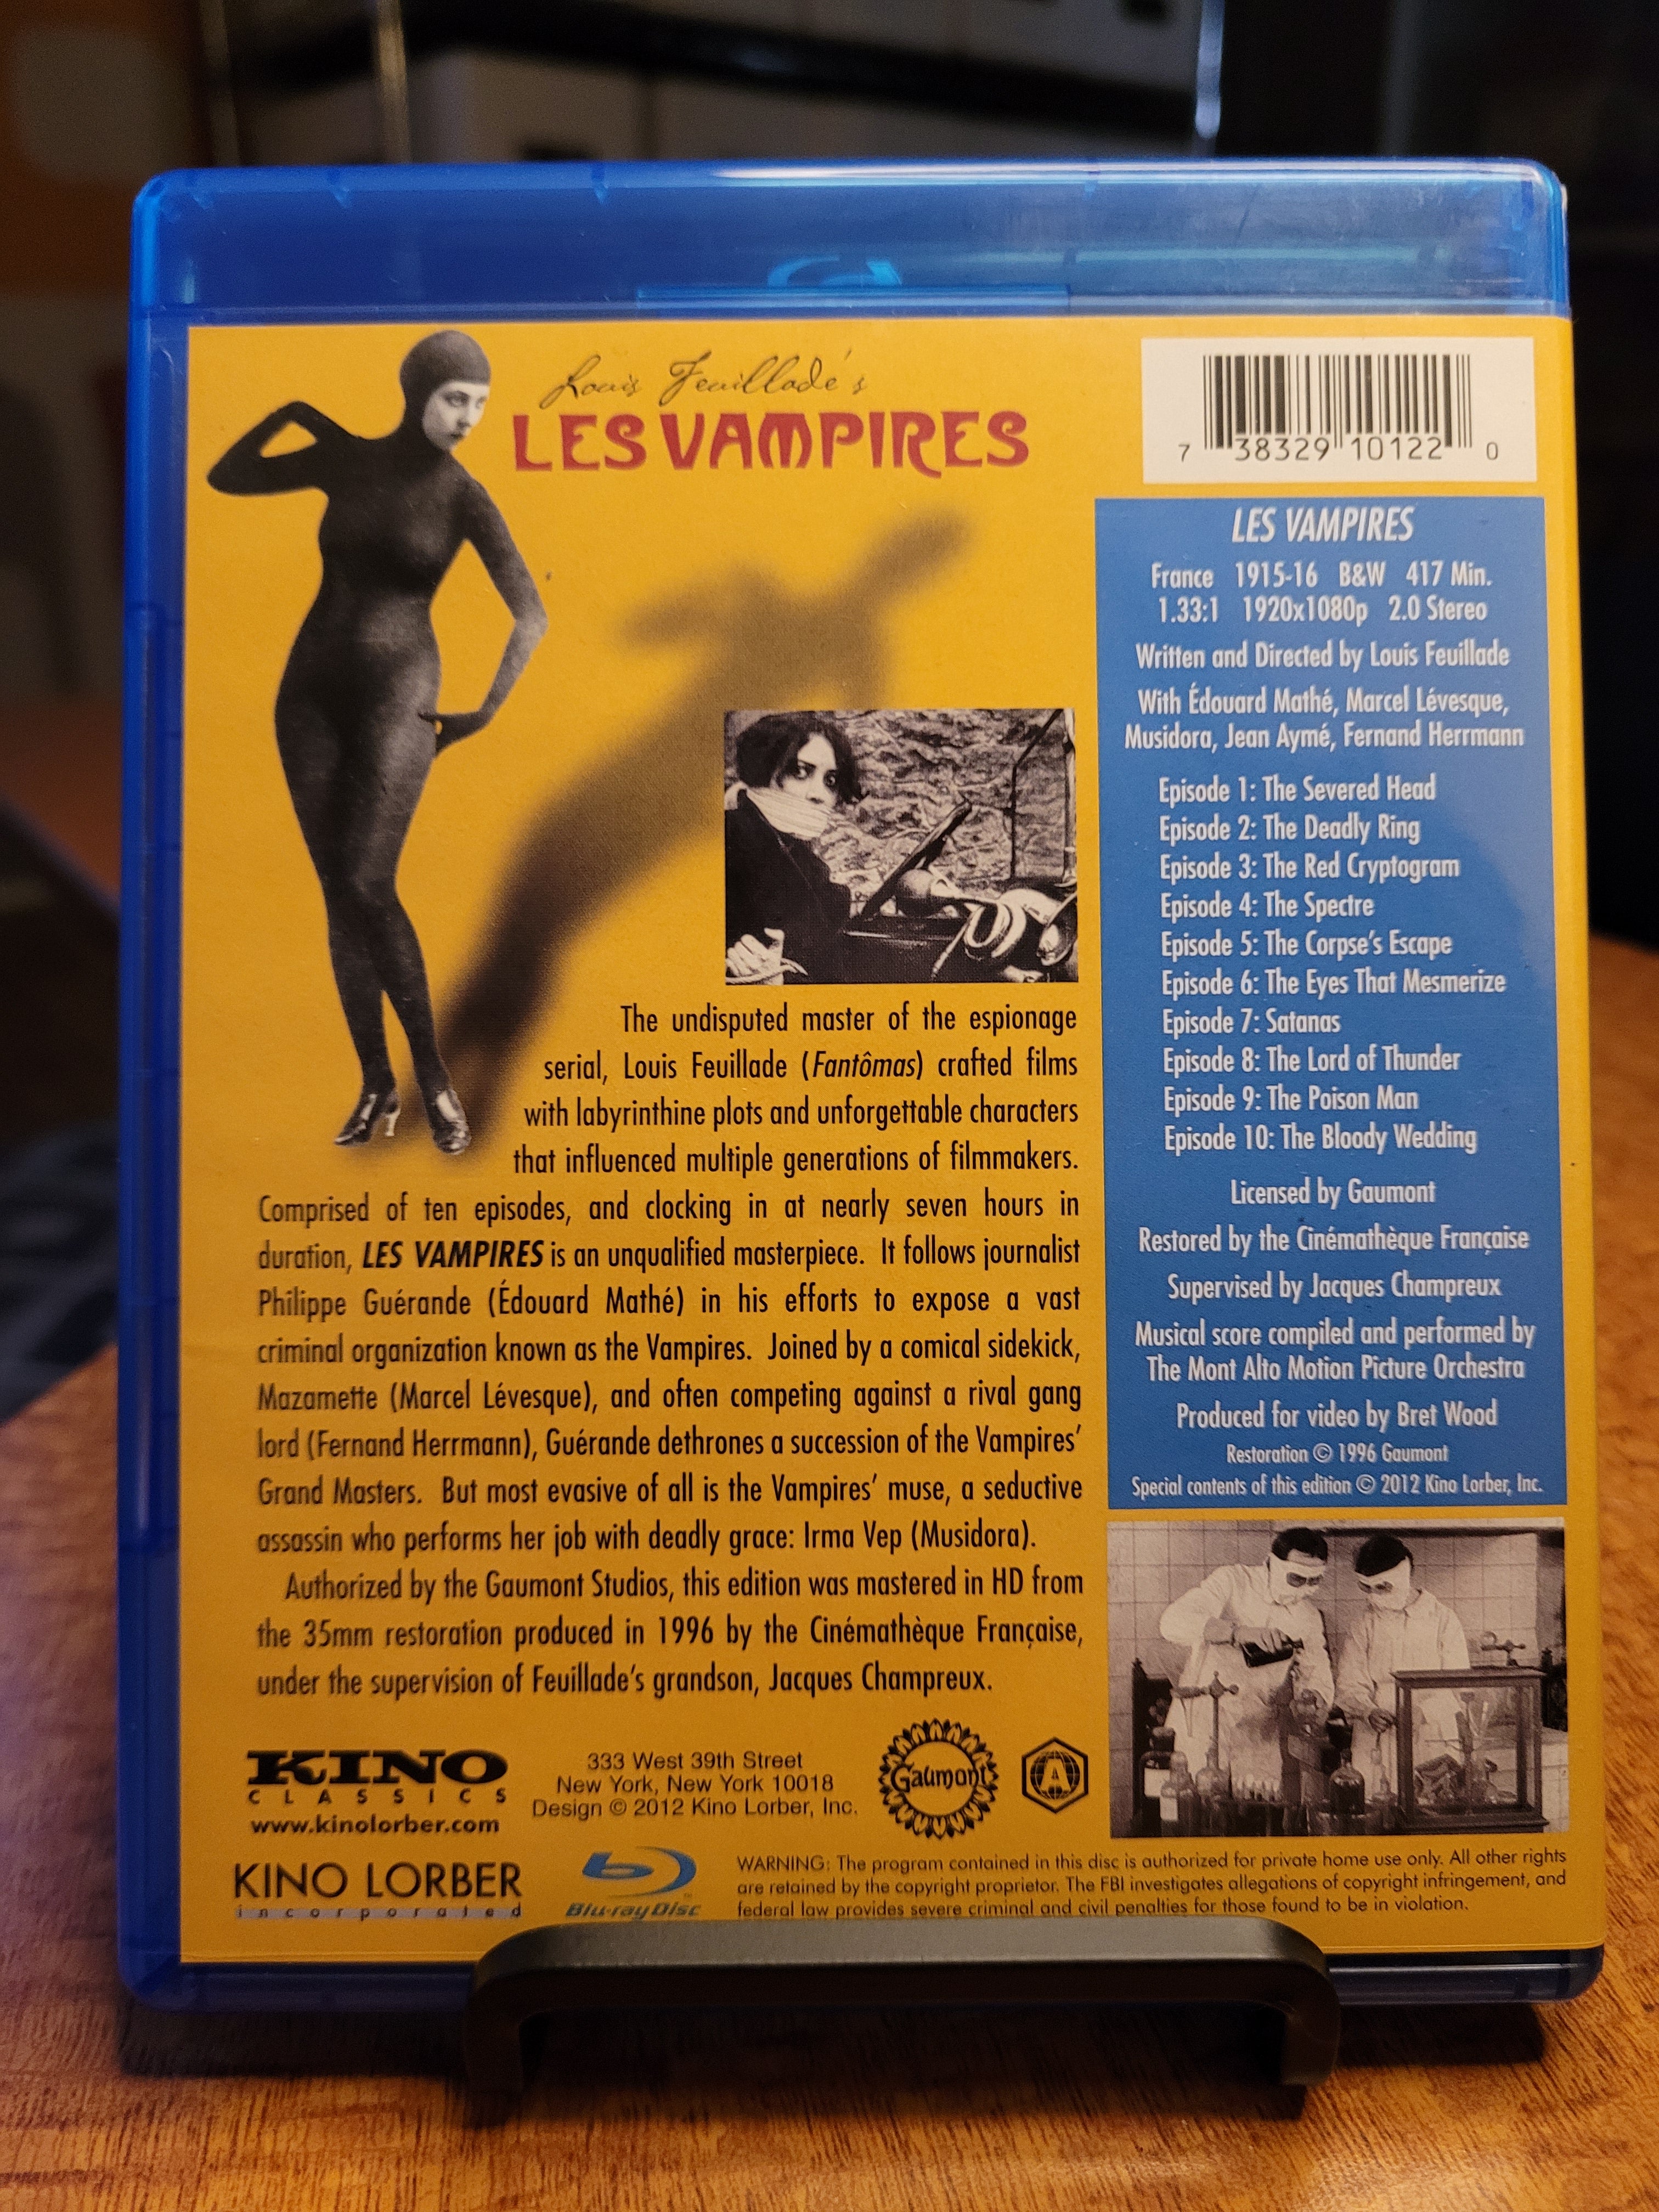 Louis Feuilladé's
LES VAMPIRES
7 38329 10122 0
The undisputed master of the espionage
serial, Louis Feuillade (Fantômas) crafted films
with labyrinthine plots and unforgettable characters
that influenced multiple generations of filmmakers.
Comprised of ten episodes, and clocking in at nearly seven hours in
duration, LES VAMPIRES is an unqualified masterpiece. It follows journalist
Philippe Guérande (Édouard Mathé) in his efforts to expose a vast
criminal organization known as the Vampires. Joined by a comical sidekick,
Mazamette (Marcel Lévesque), and often competing against a rival gang
lord (Fernand Herrmann), Guérande dethrones a succession of the Vampires'
Grand Masters. But most evasive of all is the Vampires' muse, a seductive
assassin who performs her job with deadly grace: Irma Vep (Musidora).
Authorized by the Gaumont Studios, this edition was mastered in HD from
the 35mm restoration produced in 1996 by the Cinémathèque Française,
under the supervision of Feuillade's grandson, Jacques Champreux.
LES VAMPIRES
France 1915-16 B&W 417 Min.
1.33:1 1920x1080p 2.0 Stereo
Written and Directed by Louis Feuillade
With Édouard Mathé, Marcel Lévesque,
Musidora, Jean Aymé, Fernand Herrmann
Episode 1: The Severed Head
Episode 2: The Deadly Ring
Episode 3: The Red Cryptogram
Episode 4: The Spectre
Episode 5: The Corpse's Escape
Episode 6: The Eyes That Mesmerize
Episode 7: Satanas
Episode 8: The Lord of Thunder
Episode 9: The Poison Man
Episode 10: The Bloody Wedding
Licensed by Gaumont
Restored by the Cinémathèque Française
Supervised by Jacques Champreux
Musical score compiled and performed by
The Mont Alto Motion Picture Orchestra
Produced for video by Bret Wood
Restoration © 1996 Gaumont
Special contents of this edition © 2012 Kino Lorber, Inc.
KINO
CLASSICS
www.kinolorber.com
333 West 39th Street
New York, New York 10018
Design © 2012 Kino Lorber, Inc.
Gaumont
A
KINO LORBER
incorporated
Blu-ray Disc
WARNING: The program contained in this disc is authorized for private home use only. All other rights
are retained by the copyright proprietor. The FBI investigates allegations of copyright infringement, and
federal law provides severe criminal and civil penalties for those found to be in violation.